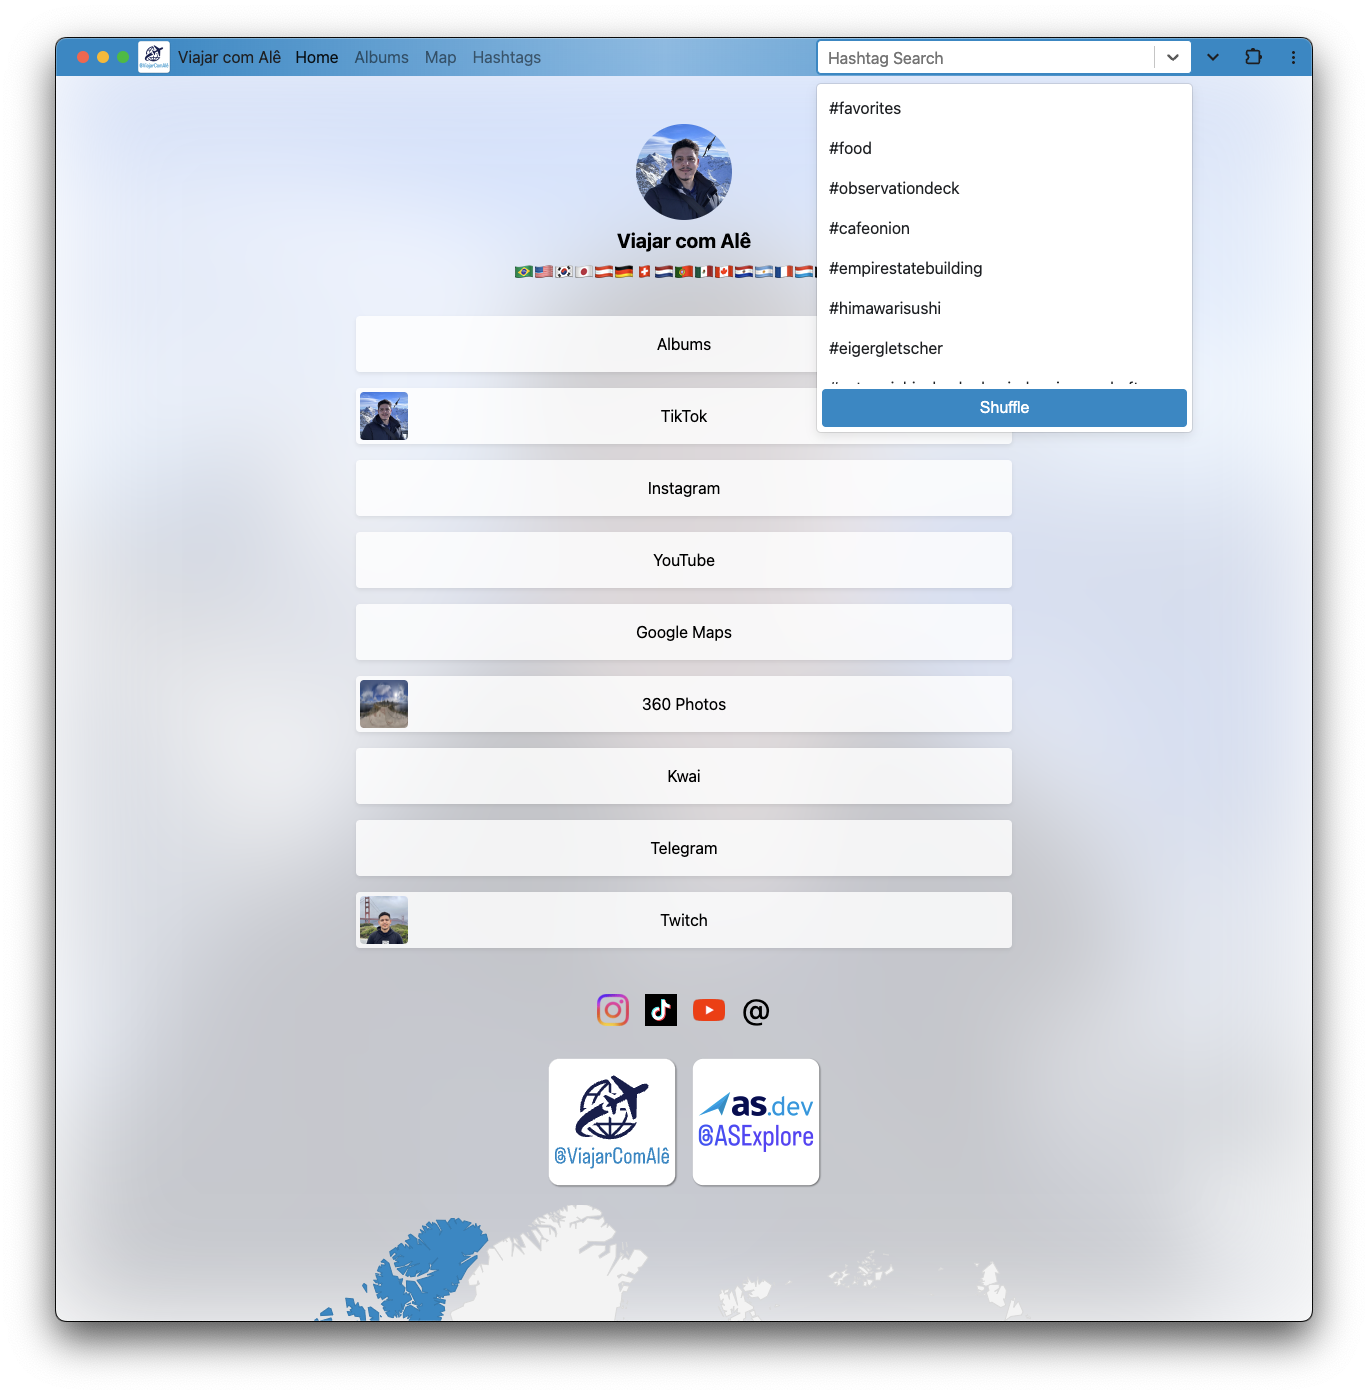 Viajar com Alê Home Albums Map Hashtags Hashtag Search
#favorites
#food
#observationdeck
#cafeonion
#empirestatebuilding
#himawarisushi
#eigergletscher
Shuffle
Viajar com Alê
Albums
TikTok
Instagram
YouTube
Google Maps
360 Photos
Kwai
Telegram
Twitch
@
@ViajarComAlê
as.dev
@ASExplore